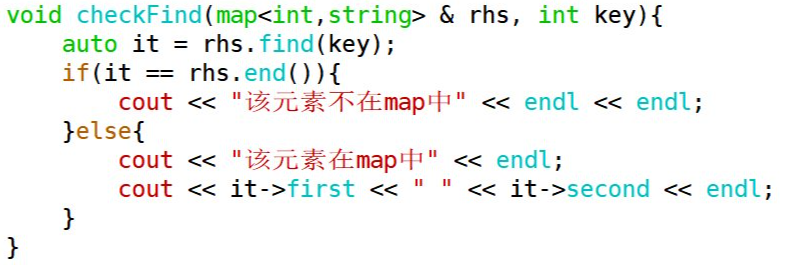 void checkFind(map<int,string> & rhs, int key){
    auto it = rhs.find(key);
    if(it == rhs.end()){
        cout << "该元素不在map中" << endl << endl;
    }else{
        cout << "该元素在map中" << endl;
        cout << it->first << " " << it->second << endl;
    }
}